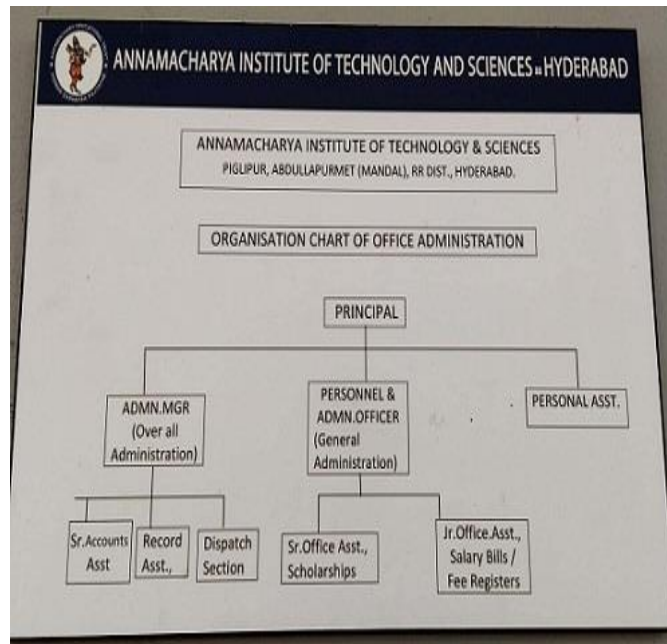 ANNAMACHARYA INSTITUTE OF TECHNOLOGY AND SCIENCES :: HYDERABAD
ANNAMACHARYA INSTITUTE OF TECHNOLOGY & SCIENCES
PIGLIPUR, ABDULLAPURMET (MANDAL), RR DIST., HYDERABAD.
ORGANISATION CHART OF OFFICE ADMINISTRATION
PRINCIPAL
ADMN.MGR
(Over all
Administration)
PERSONNEL &
ADMN.OFFICER
(General
Administration)
PERSONAL ASST.
Sr.Accounts
Asst
Record
Asst.,
Dispatch
Section
Sr.Office Asst.,
Scholarships
Jr.Office.Asst.,
Salary Bills /
Fee Registers